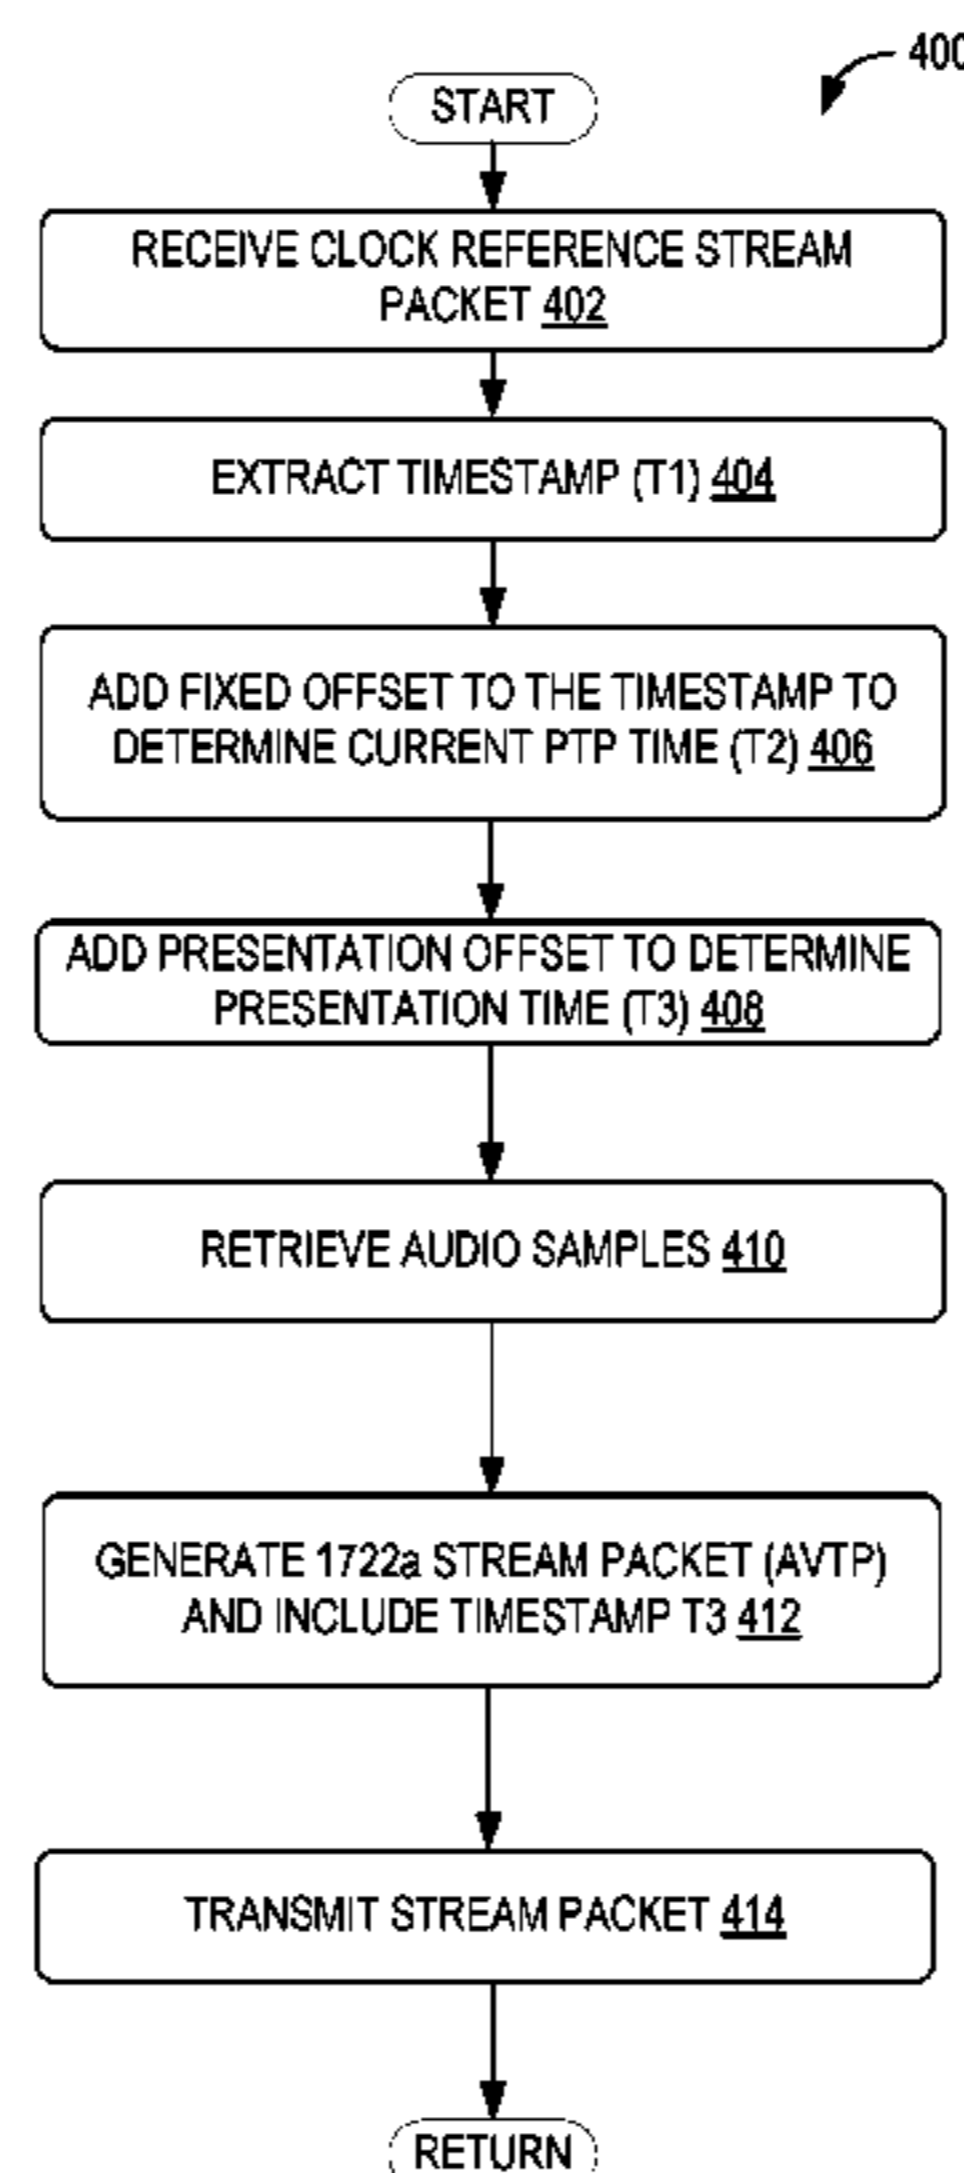 400
START
RECEIVE CLOCK REFERENCE STREAM
PACKET 402
EXTRACT TIMESTAMP (T1) 404
ADD FIXED OFFSET TO THE TIMESTAMP TO
DETERMINE CURRENT PTP TIME (T2) 406
ADD PRESENTATION OFFSET TO DETERMINE
PRESENTATION TIME (T3) 408
RETRIEVE AUDIO SAMPLES 410
GENERATE 1722a STREAM PACKET (AVTP)
AND INCLUDE TIMESTAMP T3 412
TRANSMIT STREAM PACKET 414
RETURN